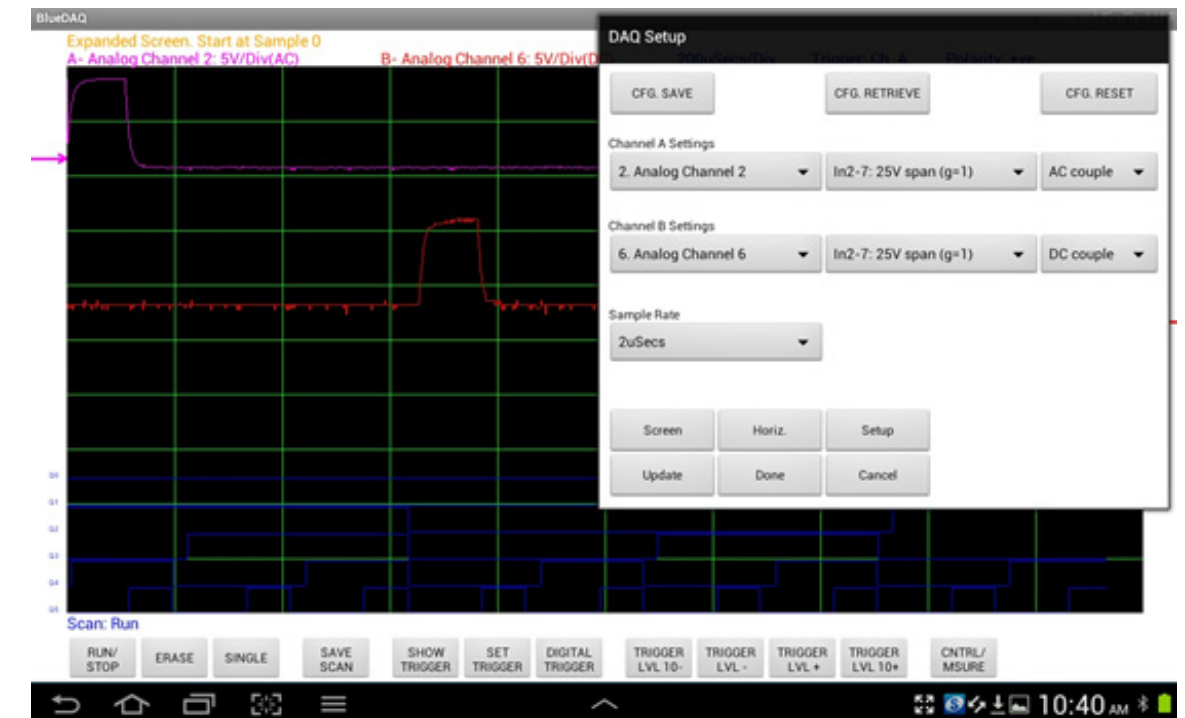 BlueDAQ
Expanded Screen. Start at Sample 0
A- Analog Channel 2: 5V/Div(AC) B- Analog Channel 6: 5V/Div(D
DAQ Setup
CFG. SAVE CFG. RETRIEVE CFG. RESET
Channel A Settings
2. Analog Channel 2 In2-7: 25V span (g=1) AC couple
Channel B Settings
6. Analog Channel 6 In2-7: 25V span (g=1) DC couple
Sample Rate
2uSecs
Screen Horiz. Setup
Update Done Cancel
Scan: Run
RUN/ STOP ERASE SINGLE SAVE SCAN SHOW TRIGGER SET TRIGGER DIGITAL TRIGGER TRIGGER LVL 10- TRIGGER LVL - TRIGGER LVL + TRIGGER LVL 10+ CNTRL/ MSURE
10:40 AM